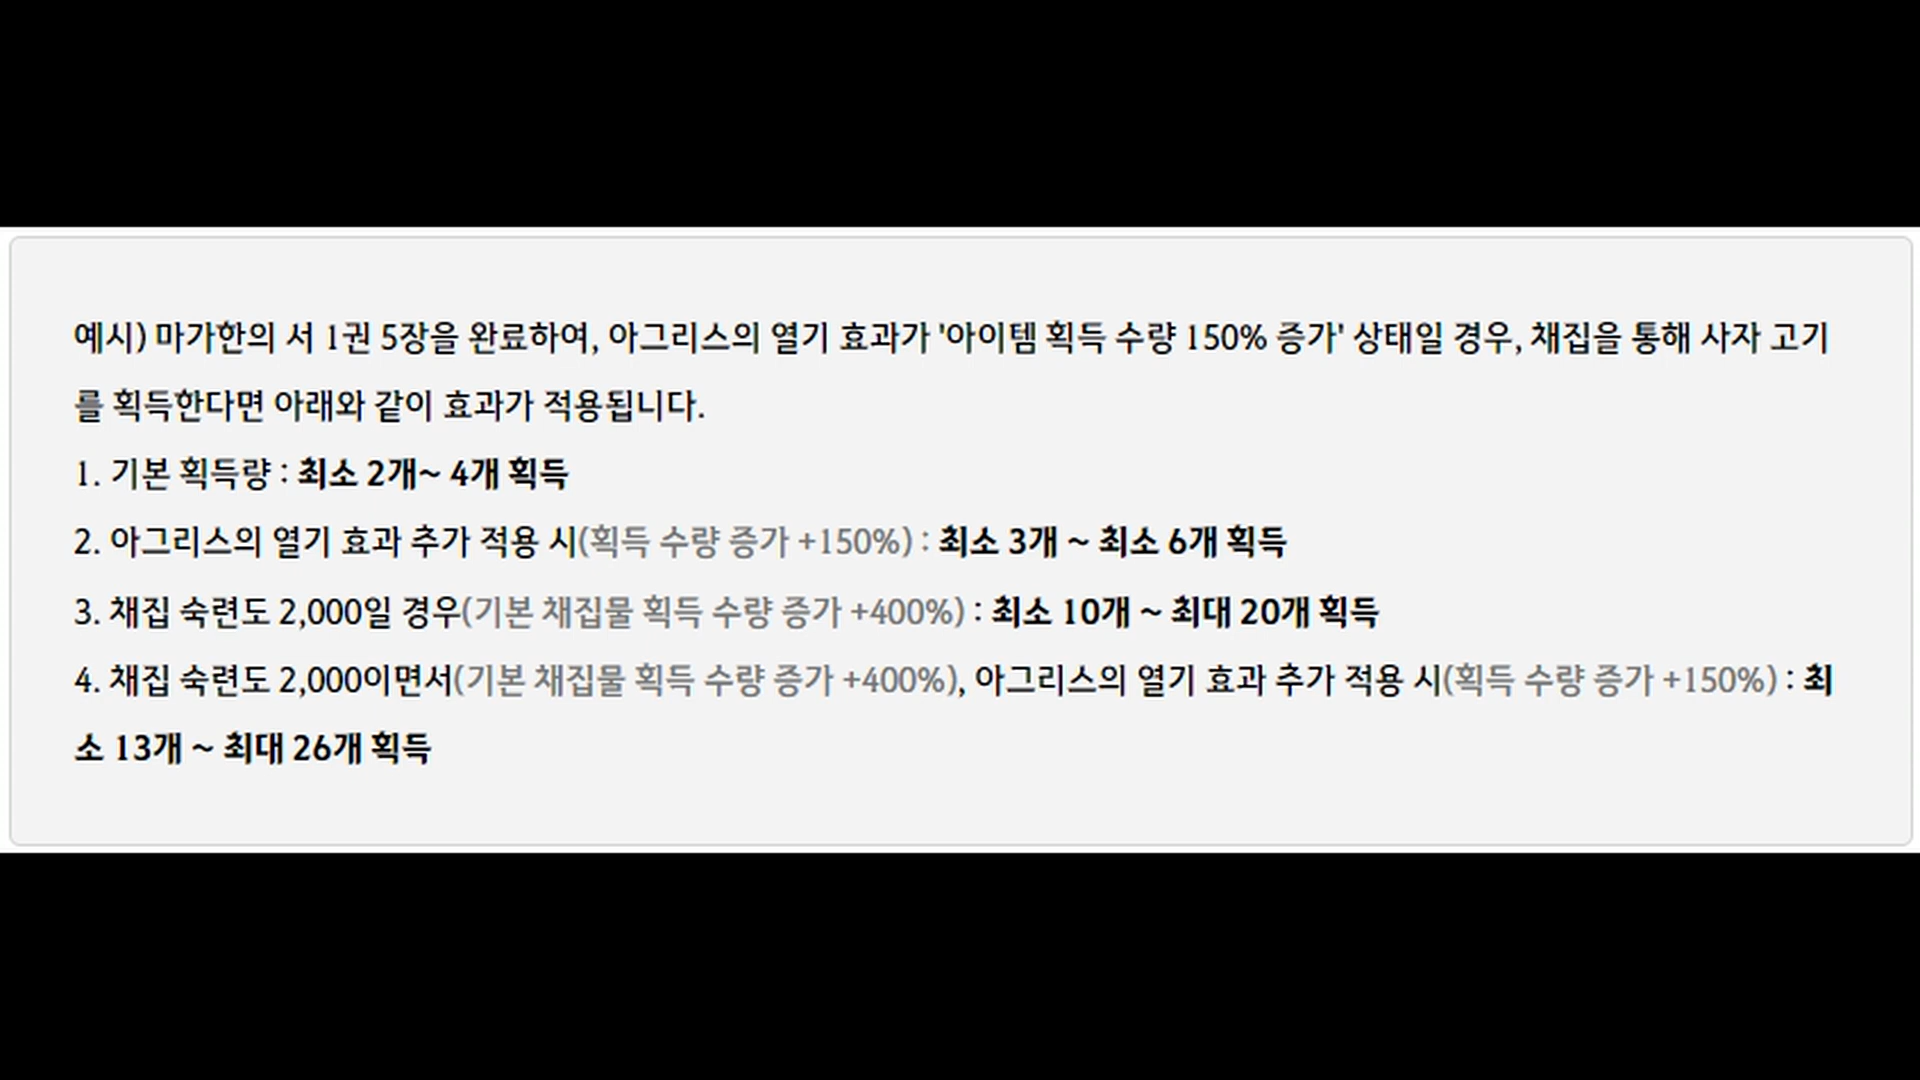 예시) 마가한의 서 1권 5장을 완료하여, 아그리스의 열기 효과가 '아이템 획득 수량 150% 증가' 상태일 경우, 채집을 통해 사자 고기
를 획득한다면 아래와 같이 효과가 적용됩니다.
1. 기본 획득량 : 최소 2개~ 4개 획득
2. 아그리스의 열기 효과 추가 적용 시(획득 수량 증가 +150%) : 최소 3개 ~ 최소 6개 획득
3. 채집 숙련도 2,000일 경우(기본 채집물 획득 수량 증가 +400%) : 최소 10개 ~ 최대 20개 획득
4. 채집 숙련도 2,000이면서(기본 채집물 획득 수량 증가 +400%), 아그리스의 열기 효과 추가 적용 시(획득 수량 증가 +150%) : 최
소 13개 ~ 최대 26개 획득